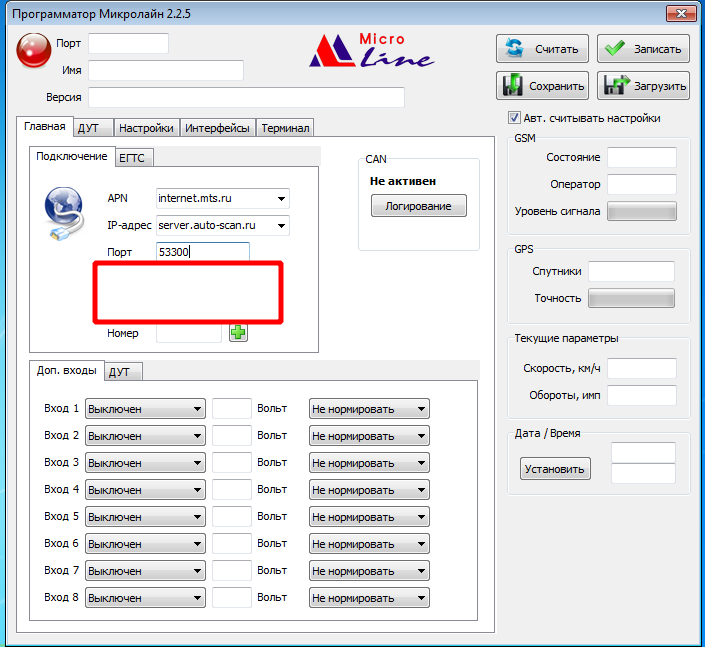 Программатор Микролайн 2.2.5
Порт
Имя
Версия
Micro
Line
Считать
Записать
Сохранить
Загрузить
Авт. считывать настройки
Главная
ДУТ
Настройки
Интерфейсы
Терминал
Подключение
ЕГТС
APN
internet.mts.ru
IP-адрес
server.auto-scan.ru
Порт
53300
Номер
CAN
Не активен
Логирование
GSM
Состояние
Оператор
Уровень сигнала
GPS
Спутники
Точность
Текущие параметры
Скорость, км/ч
Обороты, имп
Дата / Время
Установить
Доп. входы
ДУТ
Вход 1 Выключен Вольт Не нормировать
Вход 2 Выключен Вольт Не нормировать
Вход 3 Выключен Вольт Не нормировать
Вход 4 Выключен Вольт Не нормировать
Вход 5 Выключен Вольт Не нормировать
Вход 6 Выключен Вольт Не нормировать
Вход 7 Выключен Вольт Не нормировать
Вход 8 Выключен Вольт Не нормировать